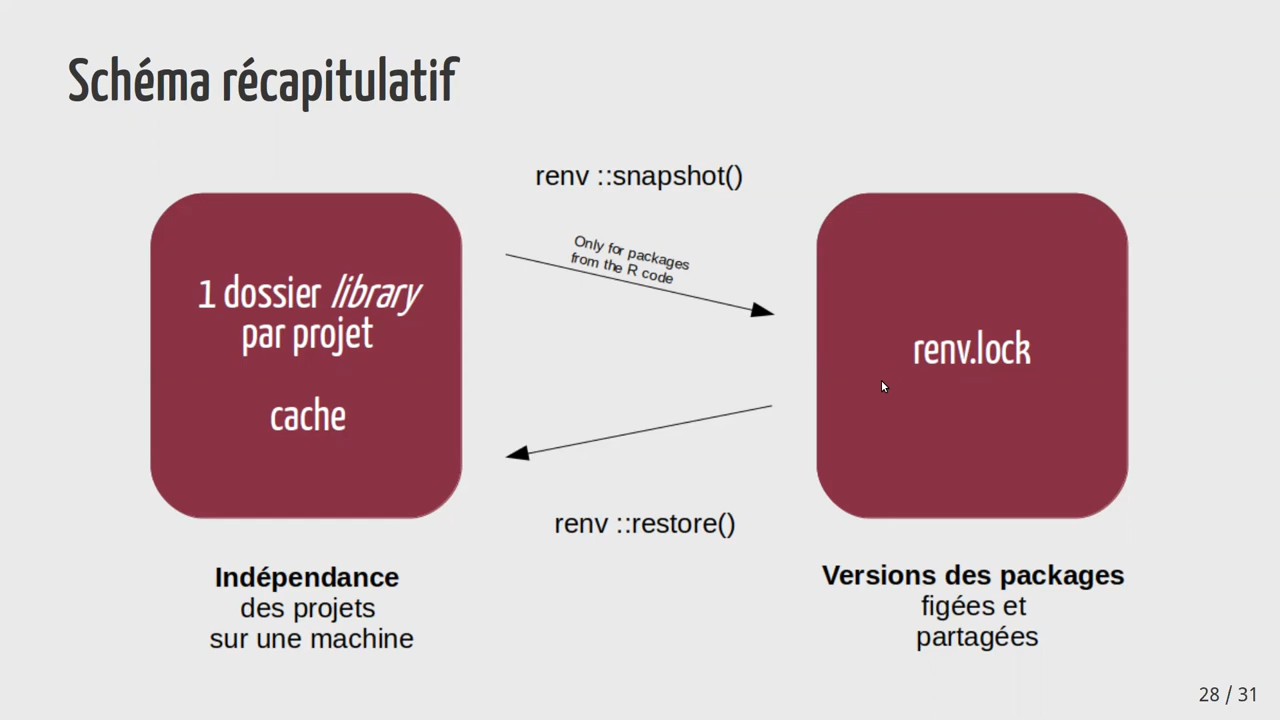 Schéma récapitulatif
renv ::snapshot()
Only for packages
from the R code
1 dossier library
par projet
cache
renv.lock
renv ::restore()
Indépendance
des projets
sur une machine
Versions des packages
figées et
partagées
28 / 31